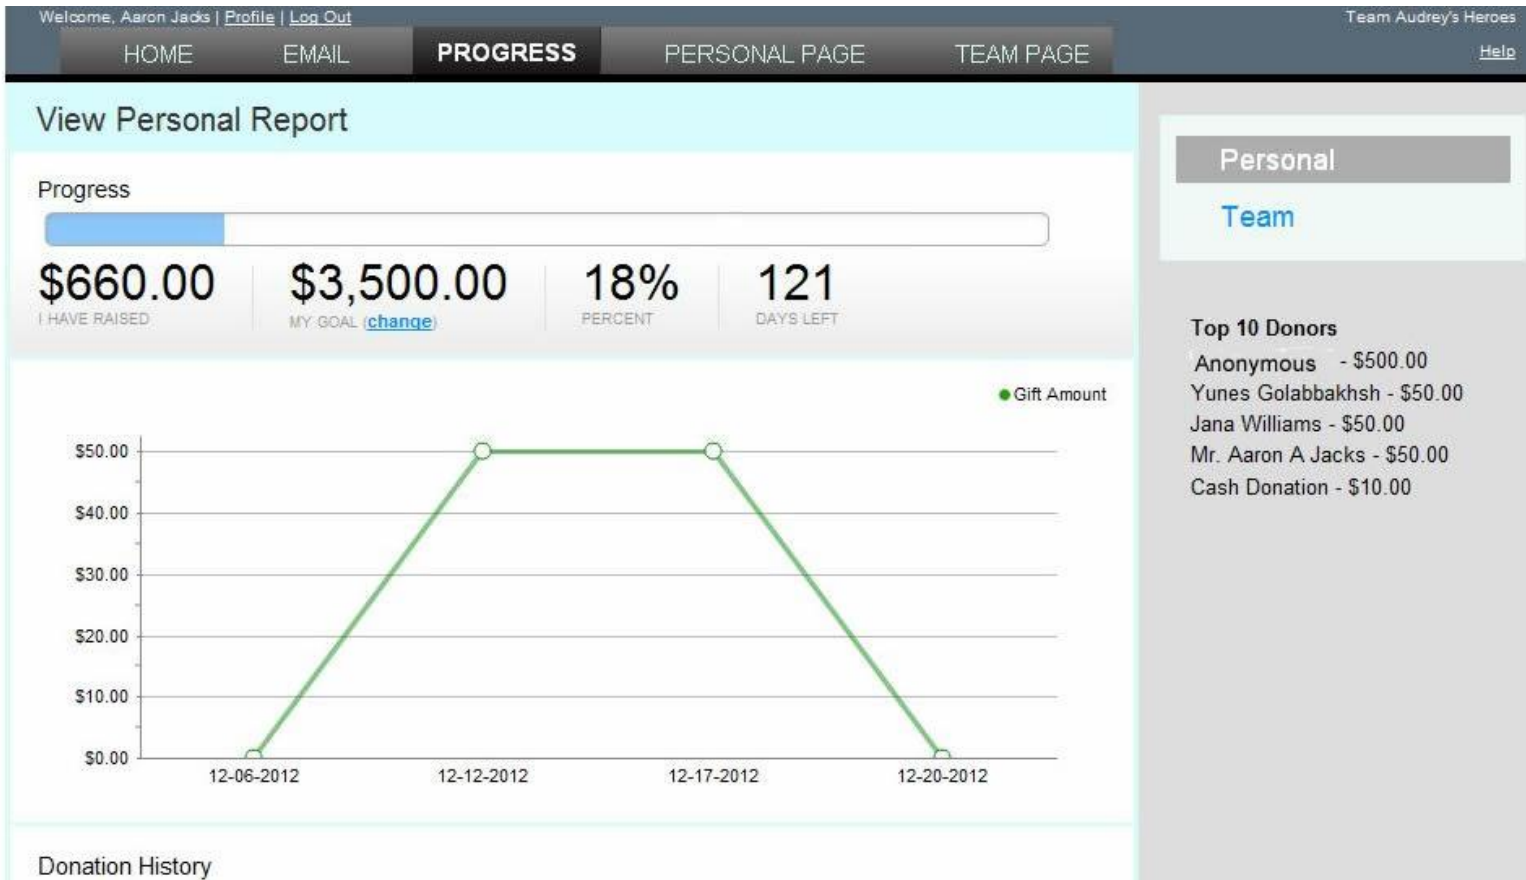 Welcome, Aaron Jacks | Profile | Log Out
Team Audrey's Heroes
HOME EMAIL PROGRESS PERSONAL PAGE TEAM PAGE
Help
View Personal Report
Progress
$660.00 $3,500.00 18% 121
I HAVE RAISED MY GOAL (change) PERCENT DAYS LEFT
Gift Amount
$50.00
$40.00
$30.00
$20.00
$10.00
$0.00
12-06-2012 12-12-2012 12-17-2012 12-20-2012
Donation History
Personal
Team
Top 10 Donors
Anonymous - $500.00
Yunes Golabbakhsh - $50.00
Jana Williams - $50.00
Mr. Aaron A Jacks - $50.00
Cash Donation - $10.00